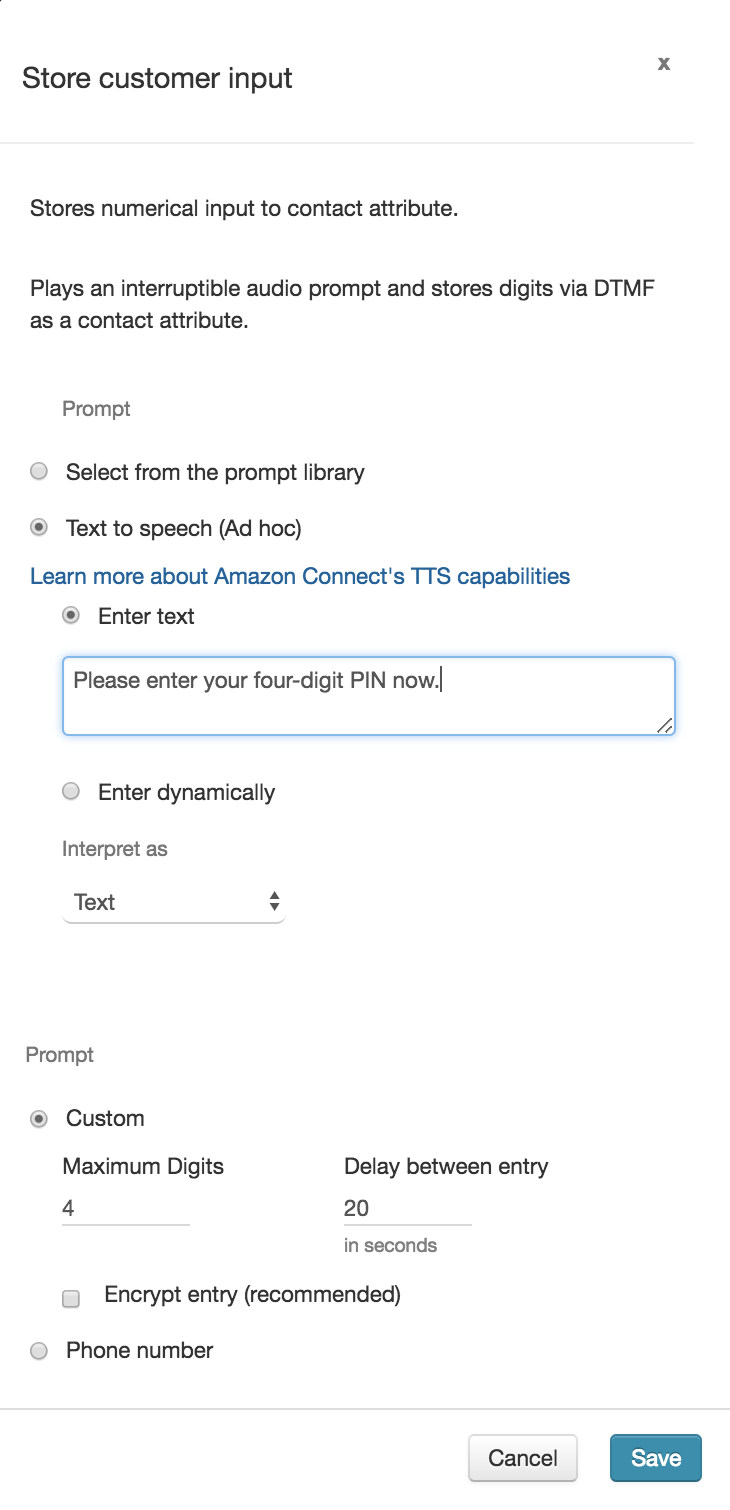 Store customer input
x
Stores numerical input to contact attribute.
Plays an interruptible audio prompt and stores digits via DTMF
as a contact attribute.
Prompt
Select from the prompt library
Text to speech (Ad hoc)
Learn more about Amazon Connect's TTS capabilities
Enter text
Please enter your four-digit PIN now.
Enter dynamically
Interpret as
Text
Prompt
Custom
Maximum Digits Delay between entry
4 20
in seconds
Encrypt entry (recommended)
Phone number
Cancel Save